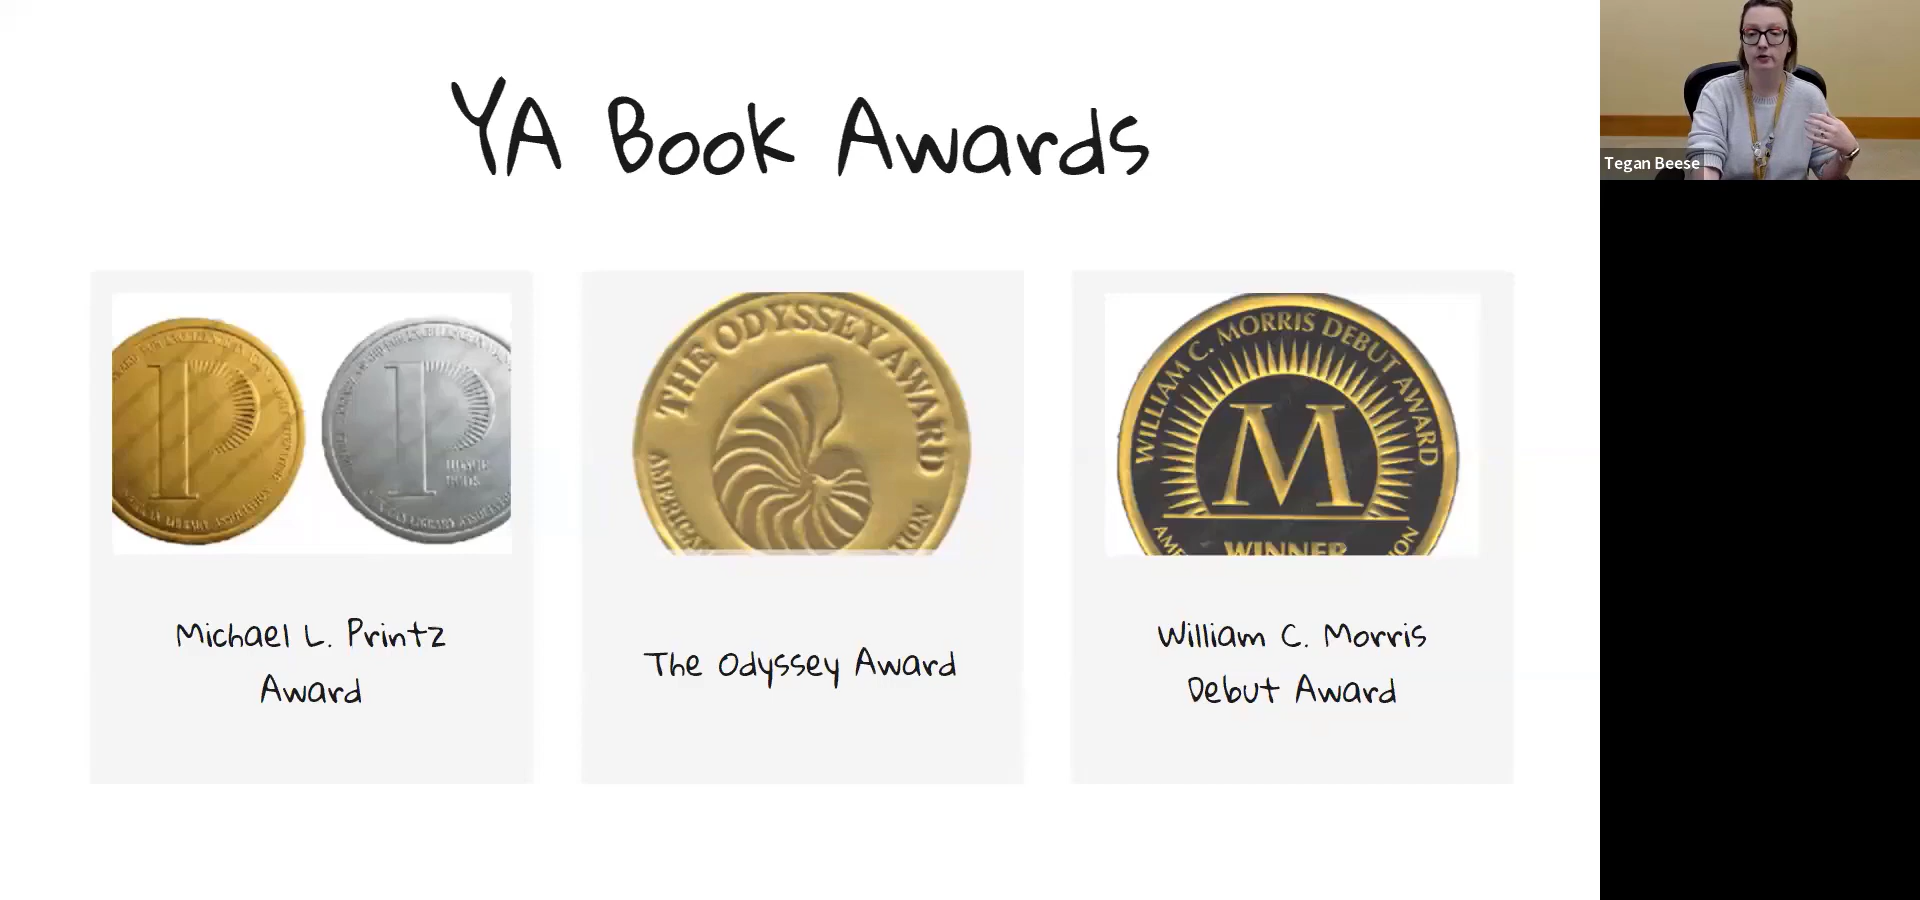 YA Book Awards
Tegan Beese
THE ODYSSEY AWARD
WILLIAM C. MORRIS DEBUT AWARD
P
P
M
WINNER
Michael L. Printz
Award
The Odyssey Award
William C. Morris
Debut Award